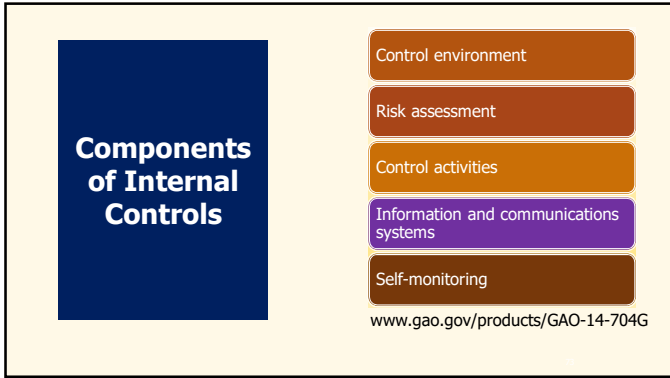 Components
of Internal
Controls
Control environment
Risk assessment
Control activities
Information and communications
systems
Self-monitoring
www.gao.gov/products/GAO-14-704G